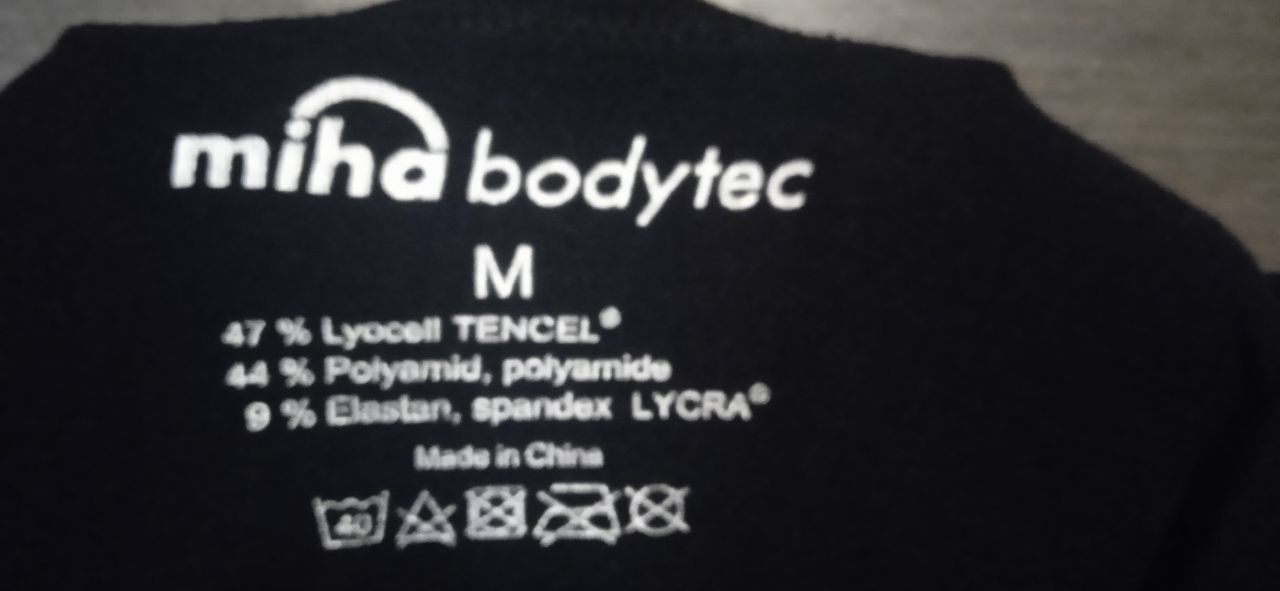 miha bodytec
M
47 % Lyocell TENCEL®
44 % Polyamid, polyamide
9 % Elastan, spandex LYCRA®
Made in China
40